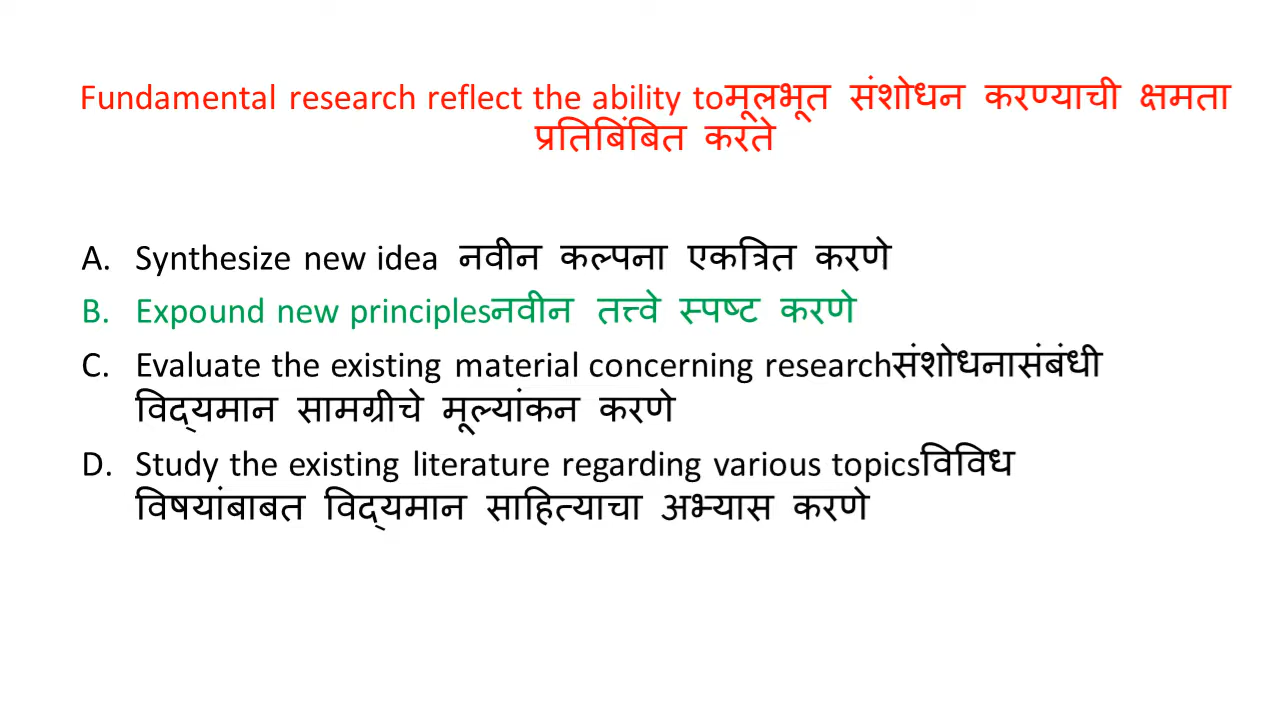 Fundamental research reflect the ability toमूलभूत संशोधन करण्याची क्षमता
प्रतिबिंबित करते
A. Synthesize new idea नवीन कल्पना एकत्रित करणे
B. Expound new principlesनवीन तत्त्वे स्पष्ट करणे
C. Evaluate the existing material concerning researchसंशोधनासंबंधी
विद्यमान सामग्रीचे मूल्यांकन करणे
D. Study the existing literature regarding various topicsविविध
विषयांबाबत विद्यमान साहित्याचा अभ्यास करणे